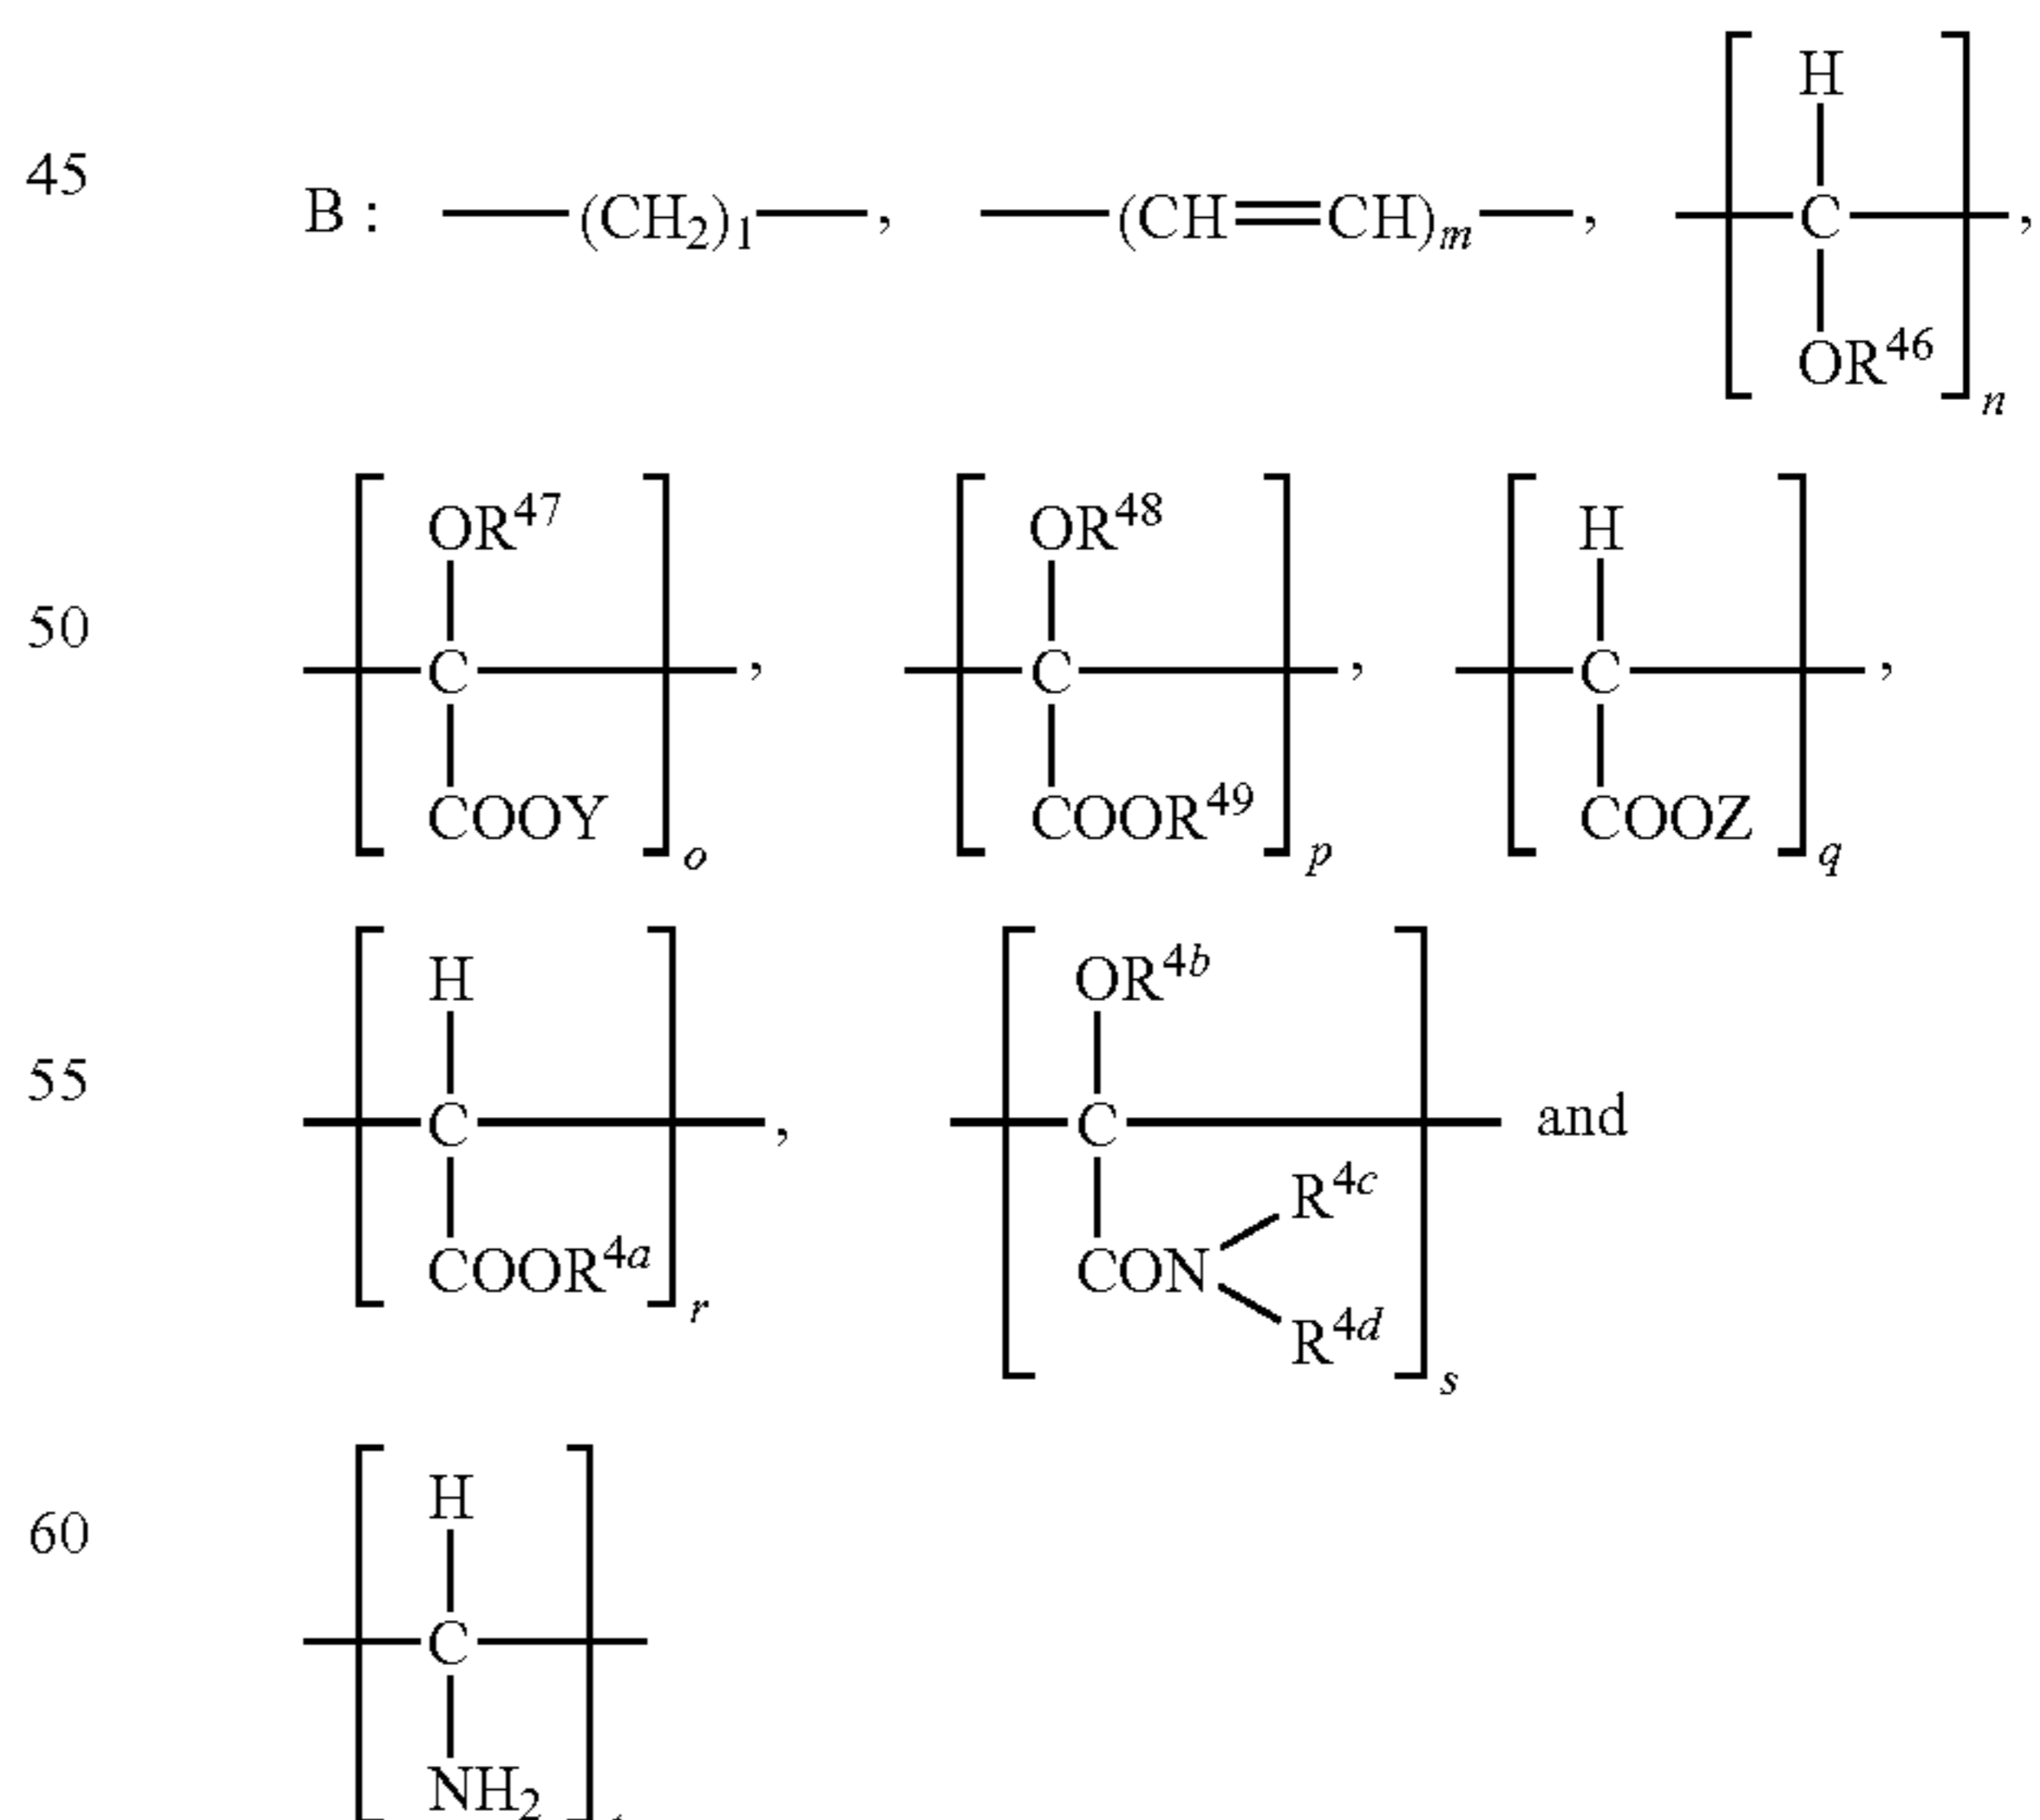 H
45 B : —(CH₂)₁—, —(CH=CH)ₘ—, [C]ₙ,
OR⁴⁶
OR⁴⁷ OR⁴⁸ H
50 [C]ₒ, [C]ₚ, [C]q,
COOY COOR⁴⁹ COOZ
H OR⁴ᵇ
55 [C]ᵣ, [C]ₛ and
R⁴ᶜ
COOR⁴ᵃ CON
R⁴ᵈ
H
60 [C]
NH₂